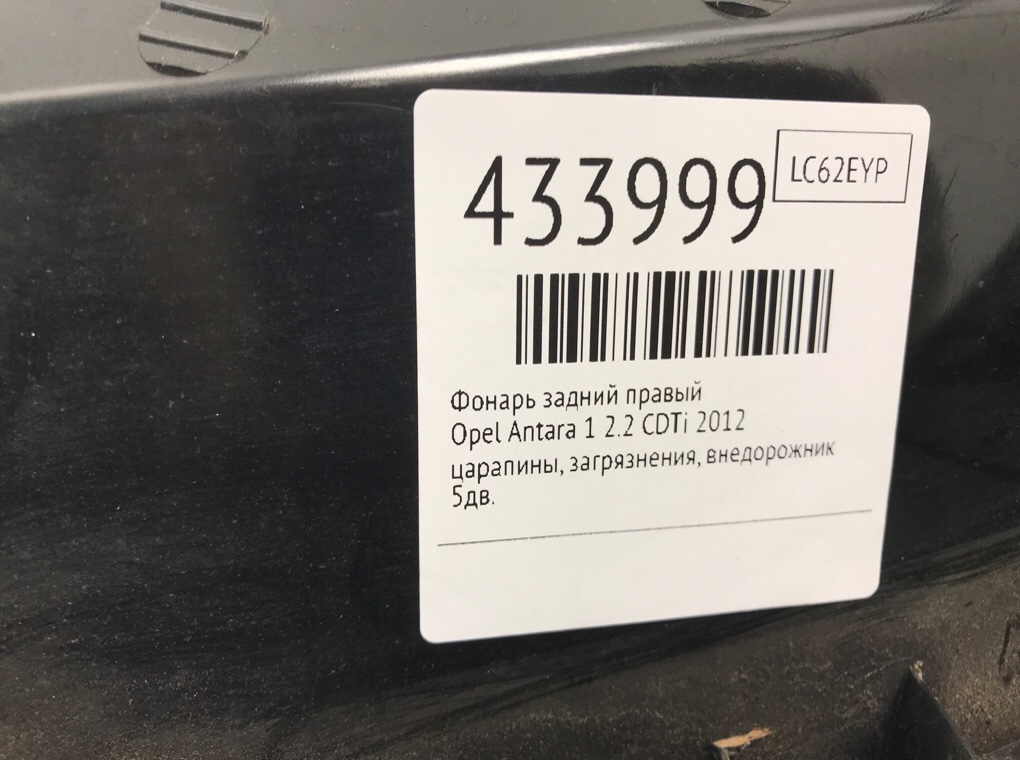 433999
LC62EYP
Фонарь задний правый
Opel Antara 1 2.2 CDTi 2012
царапины, загрязнения, внедорожник
5дв.